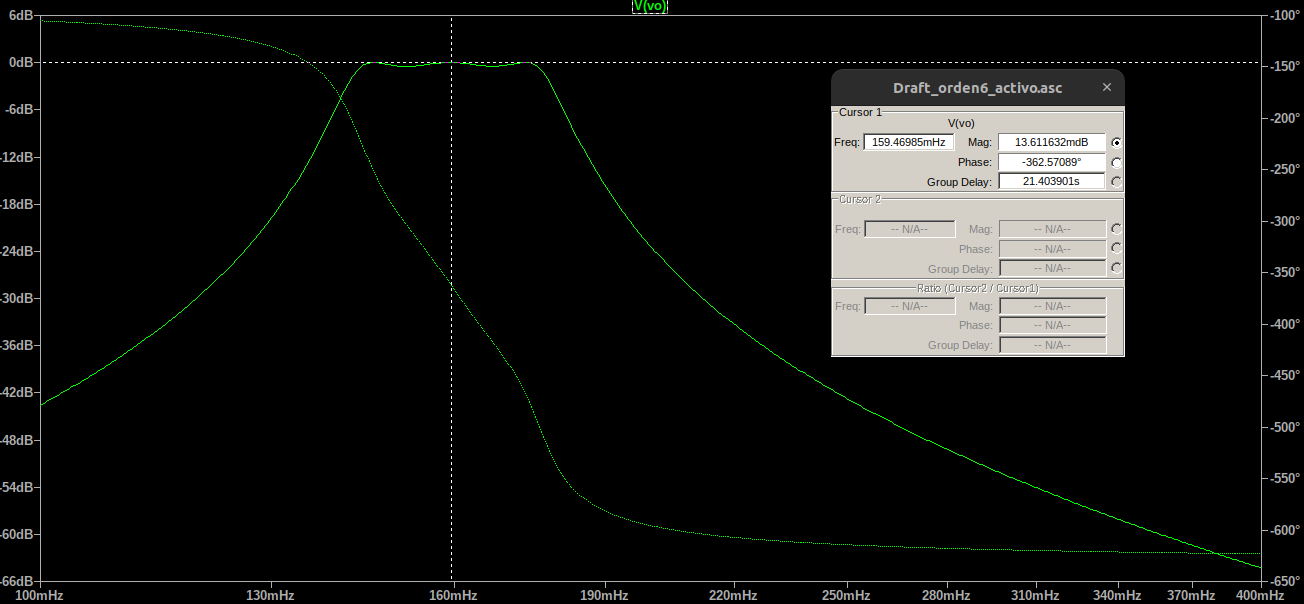 V(vo)
6dB
0dB
-6dB
-12dB
-18dB
-24dB
-30dB
-36dB
-42dB
-48dB
-54dB
-60dB
-66dB
-100°
-150°
-200°
-250°
-300°
-350°
-400°
-450°
-500°
-550°
-600°
-650°
100mHz 130mHz 160mHz 190mHz 220mHz 250mHz 280mHz 310mHz 340mHz 370mHz 400mHz
Draft_orden6_activo.asc ×
Cursor 1
V(vo)
Freq: 159.46985mHz Mag: 13.611632mdB
Phase: -362.57089°
Group Delay: 21.403901s
Cursor 2
Freq: -- N/A-- Mag: -- N/A--
Phase: -- N/A--
Group Delay: -- N/A--
Ratio (Cursor2 / Cursor1)
Freq: -- N/A-- Mag: -- N/A--
Phase: -- N/A--
Group Delay: -- N/A--